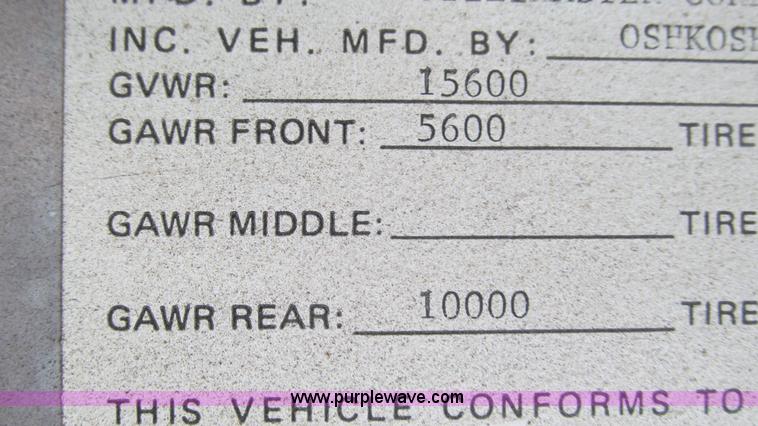 INC. VEH. MFD. BY: OSHKOSH
GVWR: 15600
GAWR FRONT: 5600 TIRE
GAWR MIDDLE: TIRE
GAWR REAR: 10000 TIRE
www.purplewave.com
THIS VEHICLE CONFORMS TO